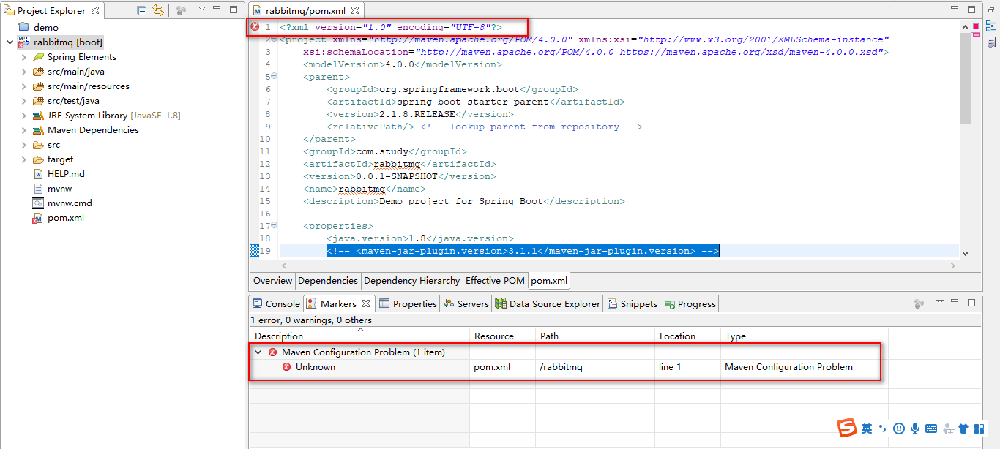 Project Explorer
demo
rabbitmq [boot]
Spring Elements
src/main/java
src/main/resources
src/test/java
JRE System Library [JavaSE-1.8]
Maven Dependencies
src
target
HELP.md
mvnw
mvnw.cmd
pom.xml
rabbitmq/pom.xml
1 <?xml version="1.0" encoding="UTF-8"?>
2 <project xmlns="http://maven.apache.org/POM/4.0.0" xmlns:xsi="http://www.w3.org/2001/XMLSchema-instance"
3 xsi:schemaLocation="http://maven.apache.org/POM/4.0.0 https://maven.apache.org/xsd/maven-4.0.0.xsd">
4 <modelVersion>4.0.0</modelVersion>
5 <parent>
6 <groupId>org.springframework.boot</groupId>
7 <artifactId>spring-boot-starter-parent</artifactId>
8 <version>2.1.8.RELEASE</version>
9 <relativePath/> <!-- lookup parent from repository -->
10 </parent>
11 <groupId>com.study</groupId>
12 <artifactId>rabbitmq</artifactId>
13 <version>0.0.1-SNAPSHOT</version>
14 <name>rabbitmq</name>
15 <description>Demo project for Spring Boot</description>
16
17 <properties>
18 <java.version>1.8</java.version>
19 <!-- <maven-jar-plugin.version>3.1.1</maven-jar-plugin.version> -->
Overview Dependencies Dependency Hierarchy Effective POM pom.xml
Console Markers Properties Servers Data Source Explorer Snippets Progress
1 error, 0 warnings, 0 others
Description Resource Path Location Type
Maven Configuration Problem (1 item)
Unknown pom.xml /rabbitmq line 1 Maven Configuration Problem
S 英